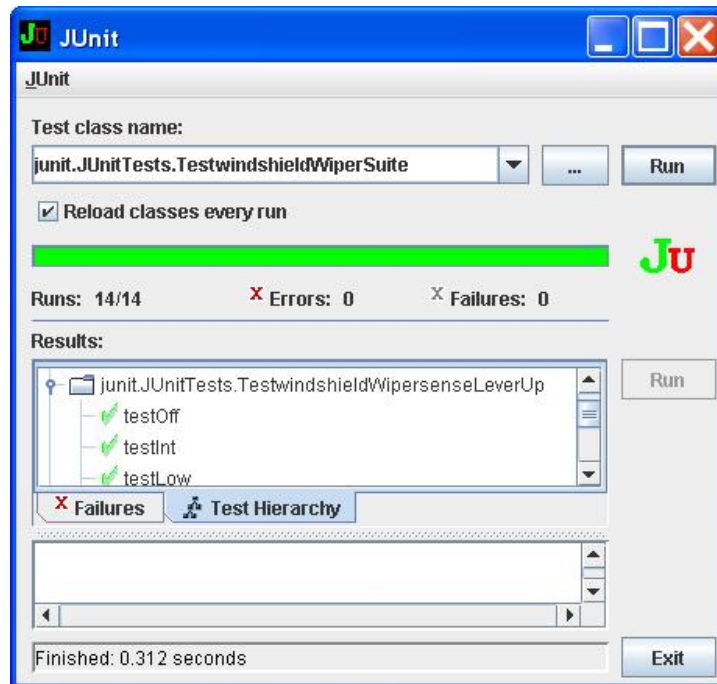 JU JUnit
JUnit
Test class name:
junit.JUnitTests.TestwindshieldWiperSuite ... Run
Reload classes every run
JU
Runs: 14/14 X Errors: 0 X Failures: 0
Results:
junit.JUnitTests.TestwindshieldWipersenseLeverUp Run
testOff
testInt
testLow
X Failures Test Hierarchy
Finished: 0.312 seconds Exit